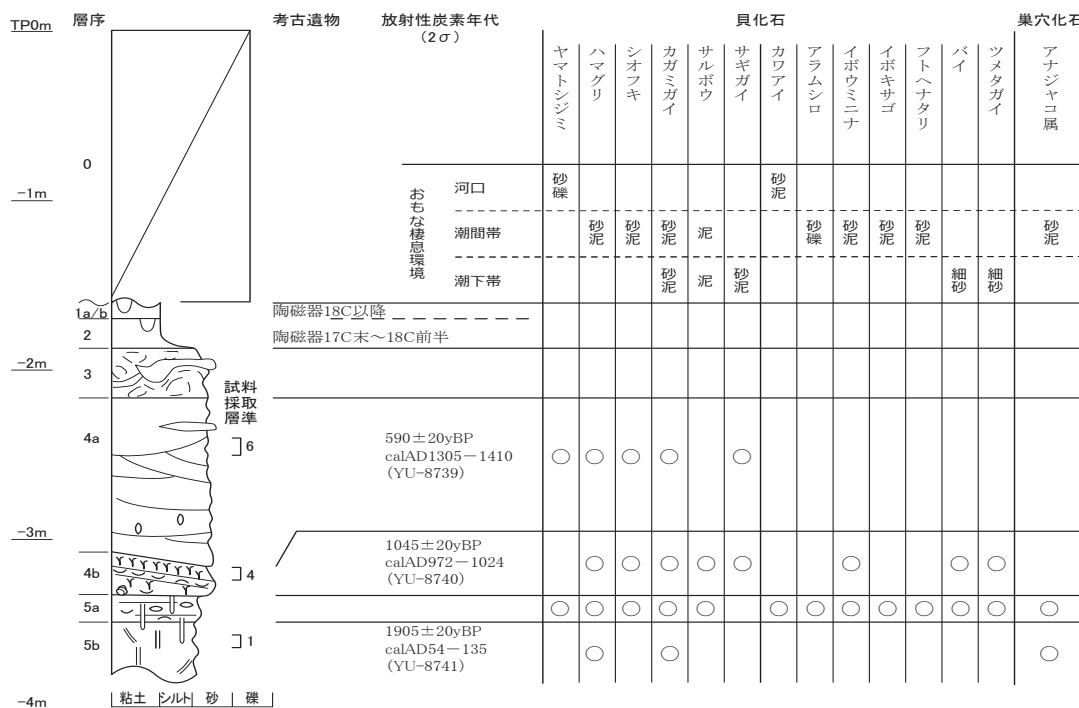 TP0m
層序
考古遺物
放射性炭素年代
(2σ)
貝化石
巣穴化石
ヤマトシジミ
ハマグリ
シオフキ
カガミガイ
サルボウ
サギガイ
カワアイ
アラムシロ
イボウミニナ
イボキサゴ
フトヘナタリ
バイ
ツメタガイ
アナジャコ属
0
-1m
おもな棲息環境
河口
砂礫
砂泥
潮間帯
砂泥
砂泥
砂泥
泥
砂礫
砂泥
砂泥
砂泥
砂泥
潮下帯
砂泥
泥
砂泥
細砂
細砂
1a/b
陶磁器18C以降
2
陶磁器17C末～18C前半
-2m
3
試料採取層準
4a
6
590±20yBP
calAD1305-1410
(YU-8739)
○ ○ ○ ○ ○
-3m
4b
4
1045±20yBP
calAD972-1024
(YU-8740)
○ ○ ○ ○ ○ ○ ○ ○
5a
○ ○ ○ ○ ○ ○ ○ ○ ○ ○ ○ ○ ○
5b
1
1905±20yBP
calAD54-135
(YU-8741)
○ ○ ○
-4m
粘土 シルト 砂 礫